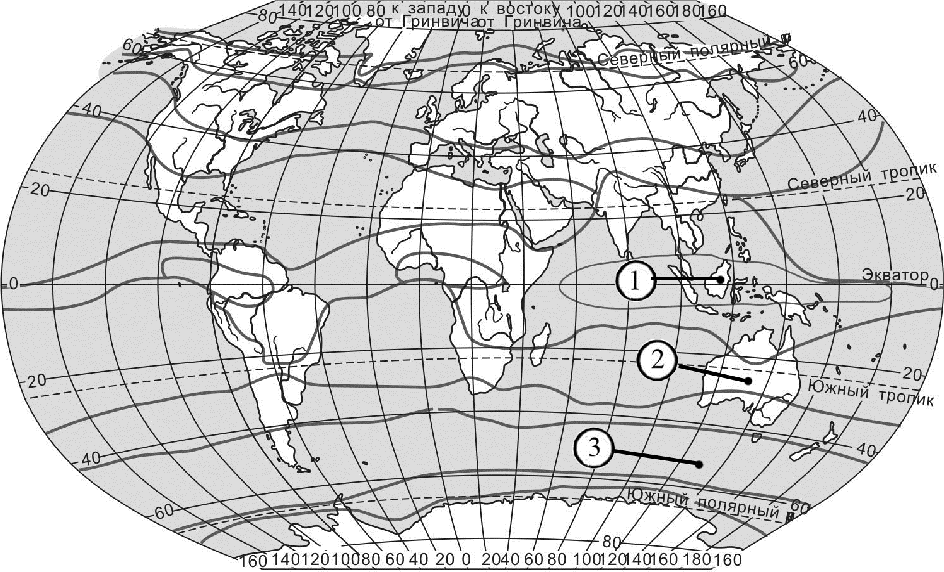 80 140 120 100 80 к западу 0 к востоку 100 120 140 160 180 160
от Гринвича от Гринвича
60 Северный полярный 60
40 40
Северный тропик
20 20
Экватор
0 0
1
2
20 20
Южный тропик
3
40 40
60 Южный полярный 60
80
160 140 120 100 80 60 40 20 0 20 40 60 80 100 120 140 160 180 160